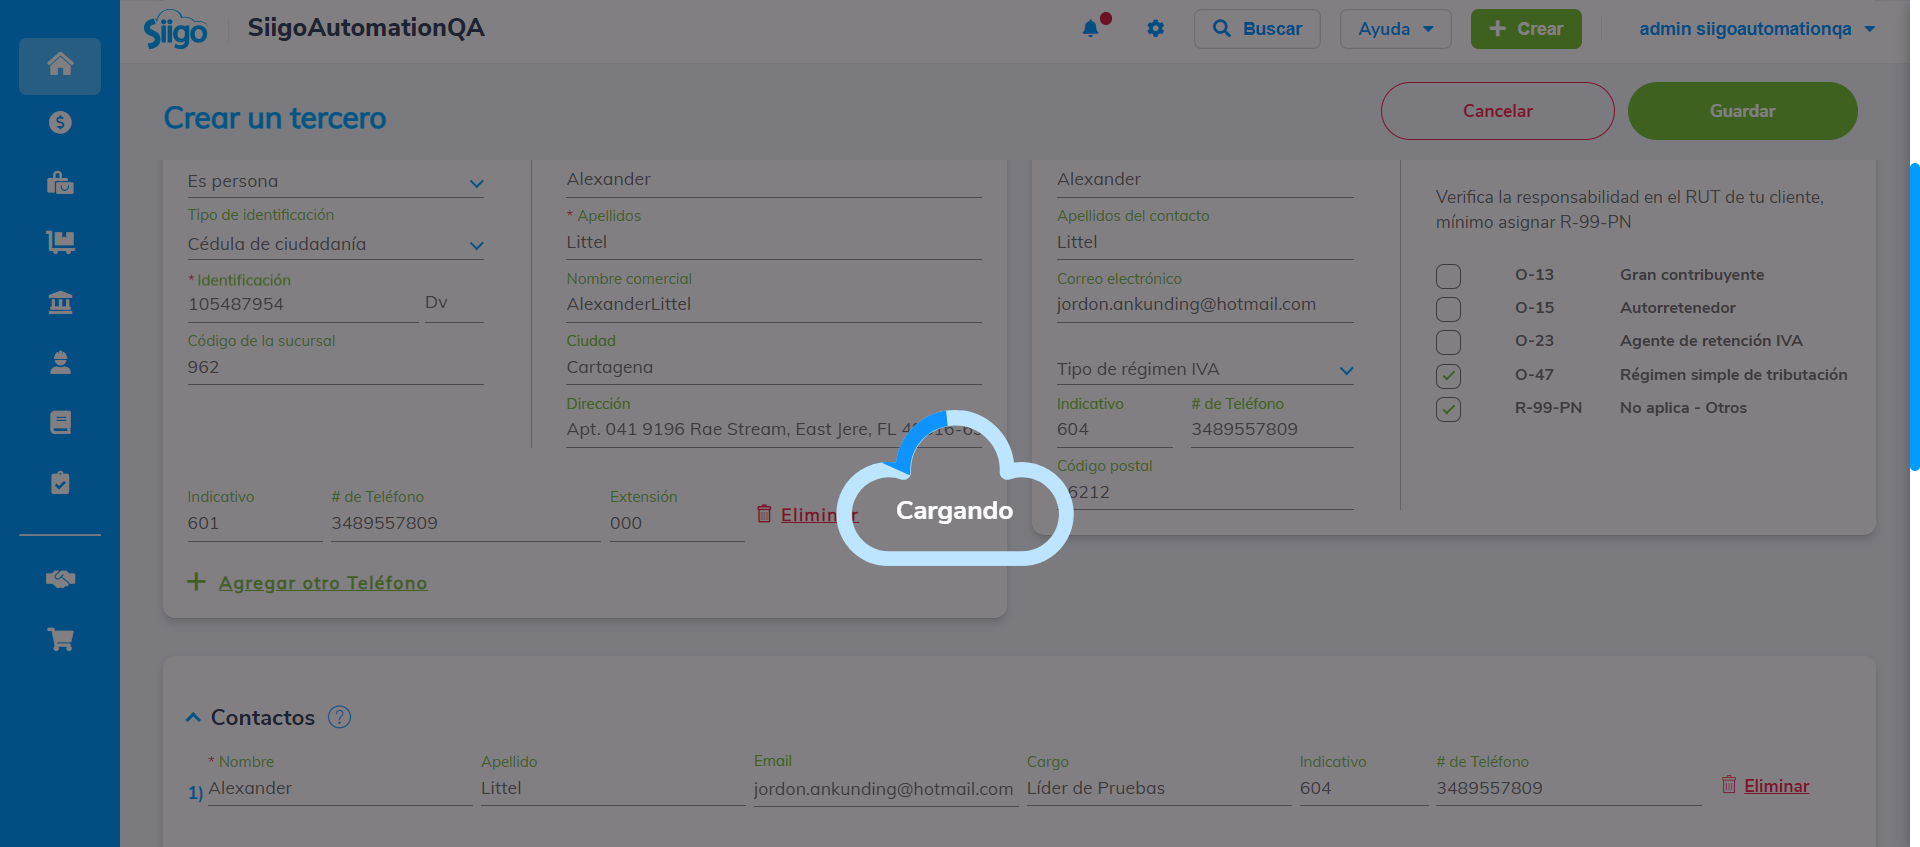 Siigo
SiigoAutomationQA
Buscar
Ayuda
Crear
admin siigoautomationqa
Crear un tercero
Cancelar
Guardar
Es persona
Tipo de identificación
Cédula de ciudadanía
* Identificación
105487954
Dv
Código de la sucursal
962
Alexander
* Apellidos
Littel
Nombre comercial
AlexanderLittel
Ciudad
Cartagena
Dirección
Apt. 041 9196 Rae Stream, East Jere, FL
Indicativo
601
# de Teléfono
3489557809
Extensión
000
Eliminar
Agregar otro Teléfono
Alexander
Apellidos del contacto
Littel
Correo electrónico
jordon.ankunding@hotmail.com
Tipo de régimen IVA
Indicativo
604
# de Teléfono
3489557809
Código postal
6212
Verifica la responsabilidad en el RUT de tu cliente,
mínimo asignar R-99-PN
O-13 Gran contribuyente
O-15 Autorretenedor
O-23 Agente de retención IVA
O-47 Régimen simple de tributación
R-99-PN No aplica - Otros
Cargando
Contactos ?
* Nombre Apellido Email Cargo Indicativo # de Teléfono
1) Alexander Littel jordon.ankunding@hotmail.com Líder de Pruebas 604 3489557809 Eliminar